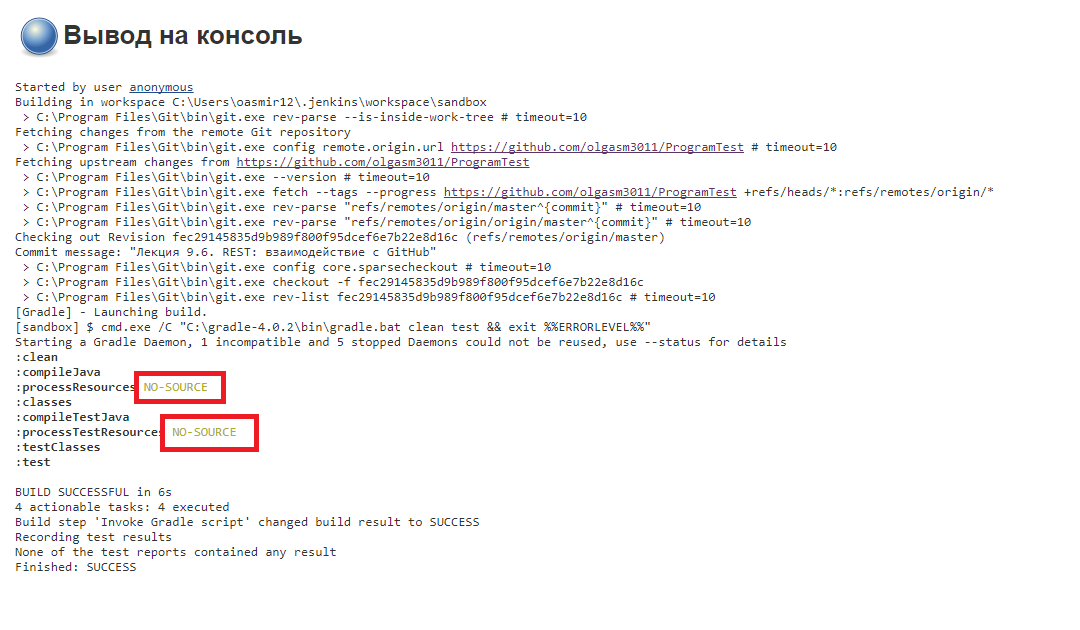 Вывод на консоль
Started by user anonymous
Building in workspace C:\Users\oasmir12\.jenkins\workspace\sandbox
> C:\Program Files\Git\bin\git.exe rev-parse --is-inside-work-tree # timeout=10
Fetching changes from the remote Git repository
> C:\Program Files\Git\bin\git.exe config remote.origin.url https://github.com/olgasm3011/ProgramTest # timeout=10
Fetching upstream changes from https://github.com/olgasm3011/ProgramTest
> C:\Program Files\Git\bin\git.exe --version # timeout=10
> C:\Program Files\Git\bin\git.exe fetch --tags --progress https://github.com/olgasm3011/ProgramTest +refs/heads/*:refs/remotes/origin/*
> C:\Program Files\Git\bin\git.exe rev-parse "refs/remotes/origin/master^{commit}" # timeout=10
> C:\Program Files\Git\bin\git.exe rev-parse "refs/remotes/origin/origin/master^{commit}" # timeout=10
Checking out Revision fec29145835d9b989f800f95dcef6e7b22e8d16c (refs/remotes/origin/master)
Commit message: "Лекция 9.6. REST: взаимодействие с GitHub"
> C:\Program Files\Git\bin\git.exe config core.sparsecheckout # timeout=10
> C:\Program Files\Git\bin\git.exe checkout -f fec29145835d9b989f800f95dcef6e7b22e8d16c
> C:\Program Files\Git\bin\git.exe rev-list fec29145835d9b989f800f95dcef6e7b22e8d16c # timeout=10
[Gradle] - Launching build.
[sandbox] $ cmd.exe /C "C:\gradle-4.0.2\bin\gradle.bat clean test && exit %%ERRORLEVEL%%"
Starting a Gradle Daemon, 1 incompatible and 5 stopped Daemons could not be reused, use --status for details
:clean
:compileJava
:processResources NO-SOURCE
:classes
:compileTestJava
:processTestResources NO-SOURCE
:testClasses
:test
BUILD SUCCESSFUL in 6s
4 actionable tasks: 4 executed
Build step 'Invoke Gradle script' changed build result to SUCCESS
Recording test results
None of the test reports contained any result
Finished: SUCCESS